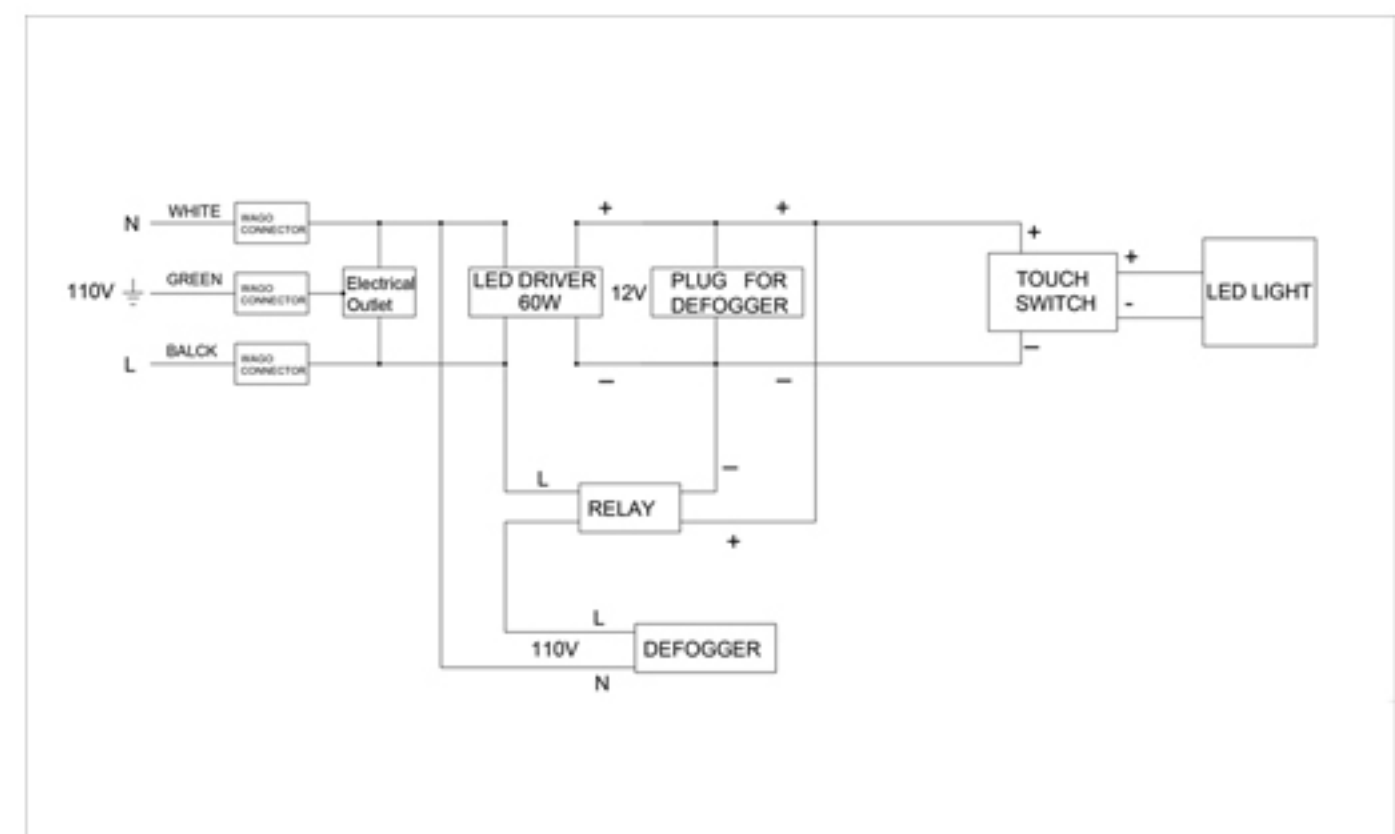 N
WHITE
WAGO
CONNECTOR
110V
GREEN
WAGO
CONNECTOR
L
BALCK
WAGO
CONNECTOR
Electrical
Outlet
LED DRIVER
60W
+
12V
–
PLUG FOR
DEFOGGER
+
–
+
TOUCH
SWITCH
–
+
-
LED LIGHT
L
RELAY
–
+
L
110V
N
DEFOGGER